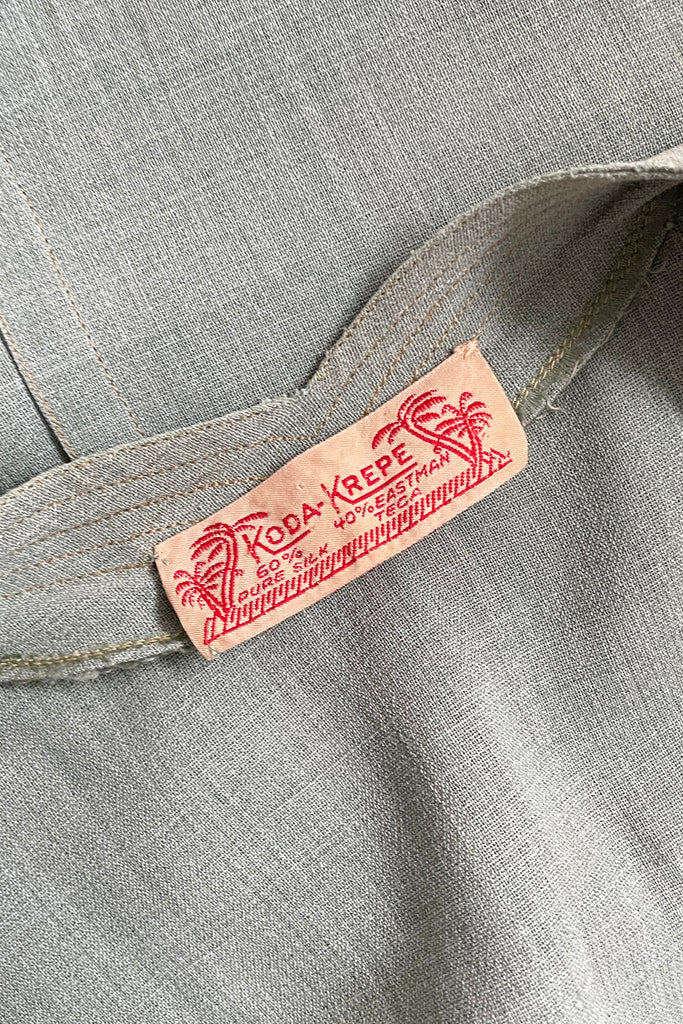 KODA-KREPE
60% 40% EASTMAN
PURE SILK TECA